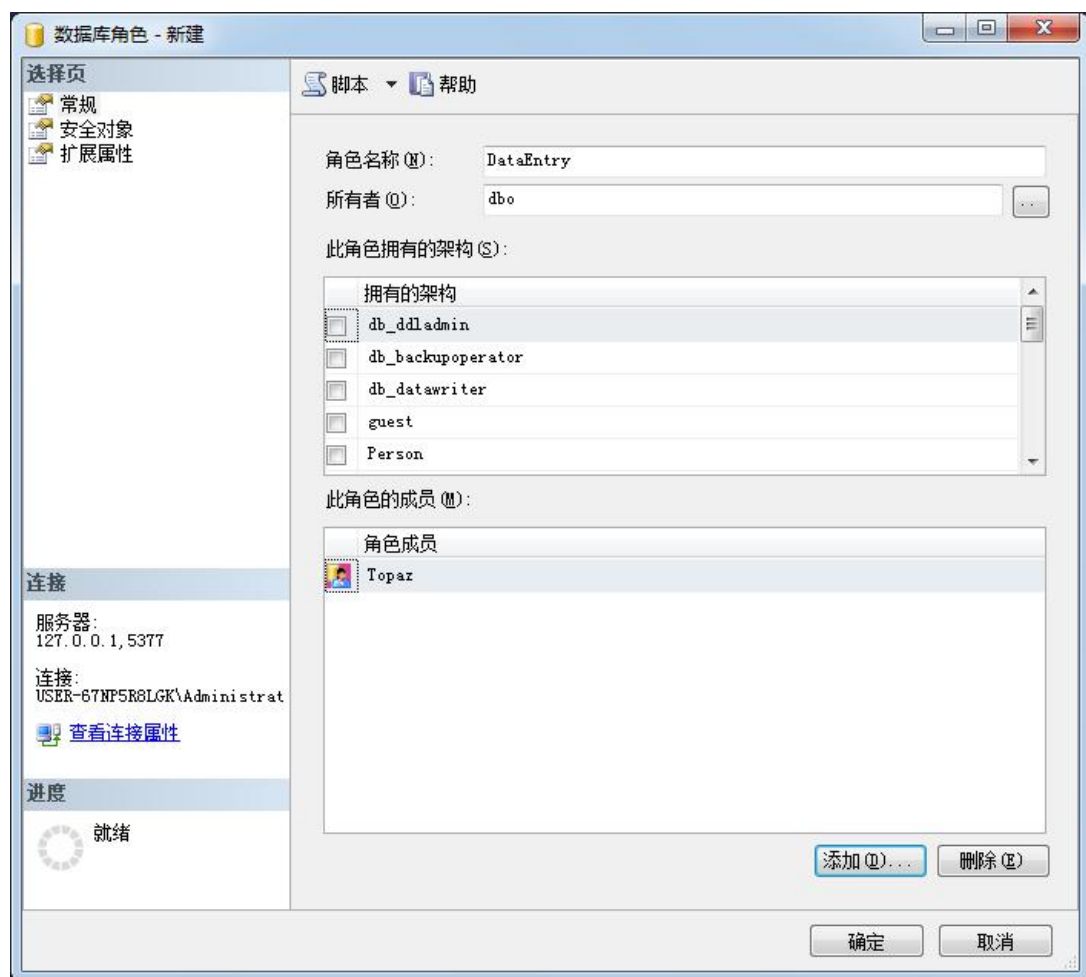 数据库角色 - 新建
选择页
常规
安全对象
扩展属性
脚本 帮助
角色名称(N): DataEntry
所有者(O): dbo
..
此角色拥有的架构(S):
拥有的架构
db_ddladmin
db_backupoperator
db_datawriter
guest
Person
此角色的成员(M):
角色成员
Topaz
连接
服务器:
127.0.0.1,5377
连接:
USER-67NP5R8LGK\Administrat
查看连接属性
进度
就绪
添加(D)... 删除(E)
确定 取消